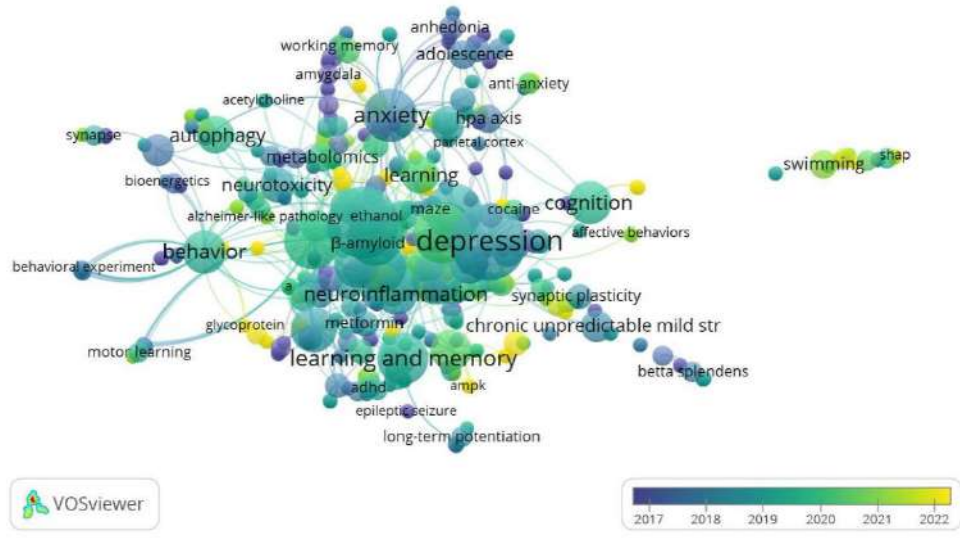 anhedonia
working memory
adolescence
amygdala
anti-anxiety
acetylcholine
anxiety
hpa axis
synapse
autophagy
parietal cortex
metabolomics
swimming
shap
learning
bioenergetics
neurotoxicity
cognition
maze
cocaine
alzheimer-like pathology
ethanol
affective behaviors
β-amyloid
depression
behavior
behavioral experiment
a
neuroinflammation
synaptic plasticity
glycoprotein
metformin
chronic unpredictable mild str
motor learning
learning and memory
betta splendens
adhd
ampk
epileptic seizure
long-term potentiation
VOSviewer
2017 2018 2019 2020 2021 2022